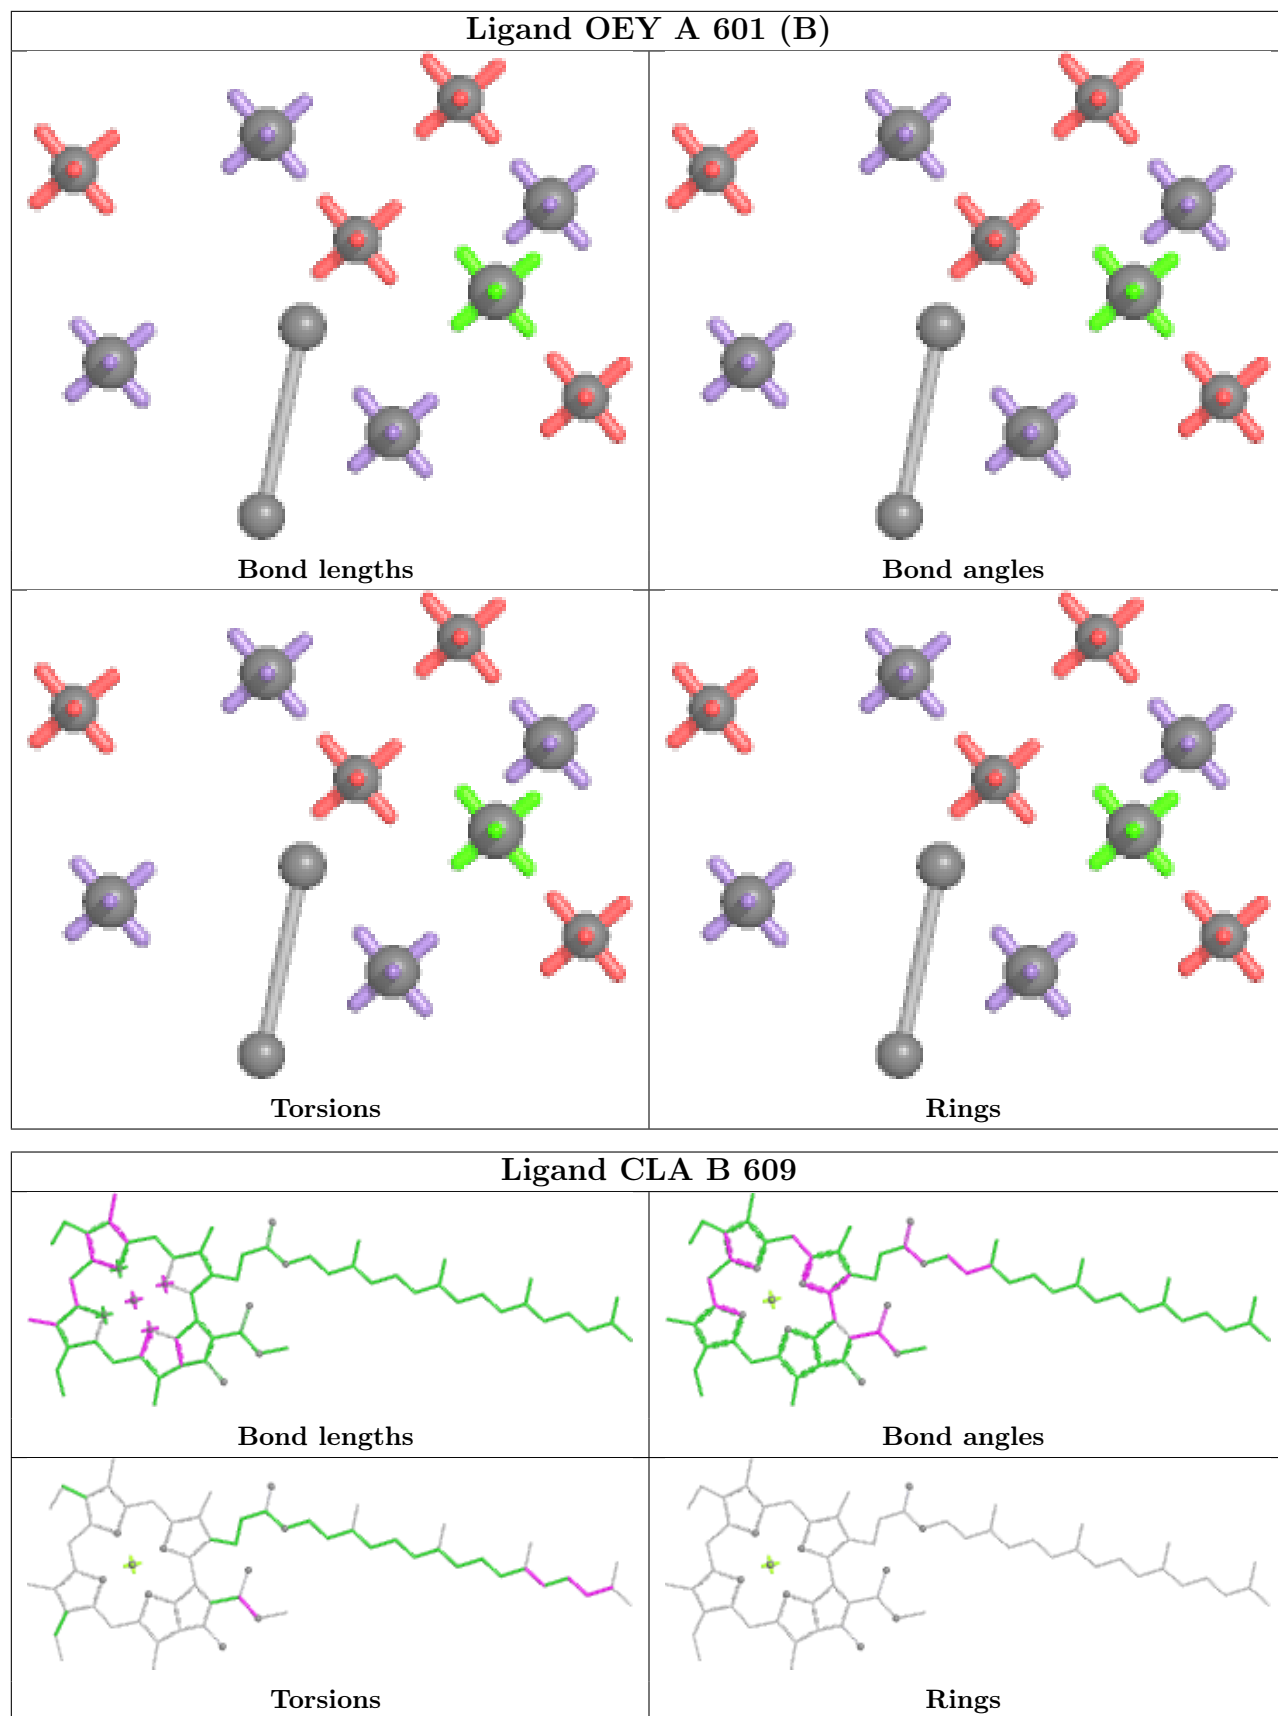 Ligand OEY A 601 (B)
Bond lengths
Bond angles
Torsions
Rings
Ligand CLA B 609
Bond lengths
Bond angles
Torsions
Rings